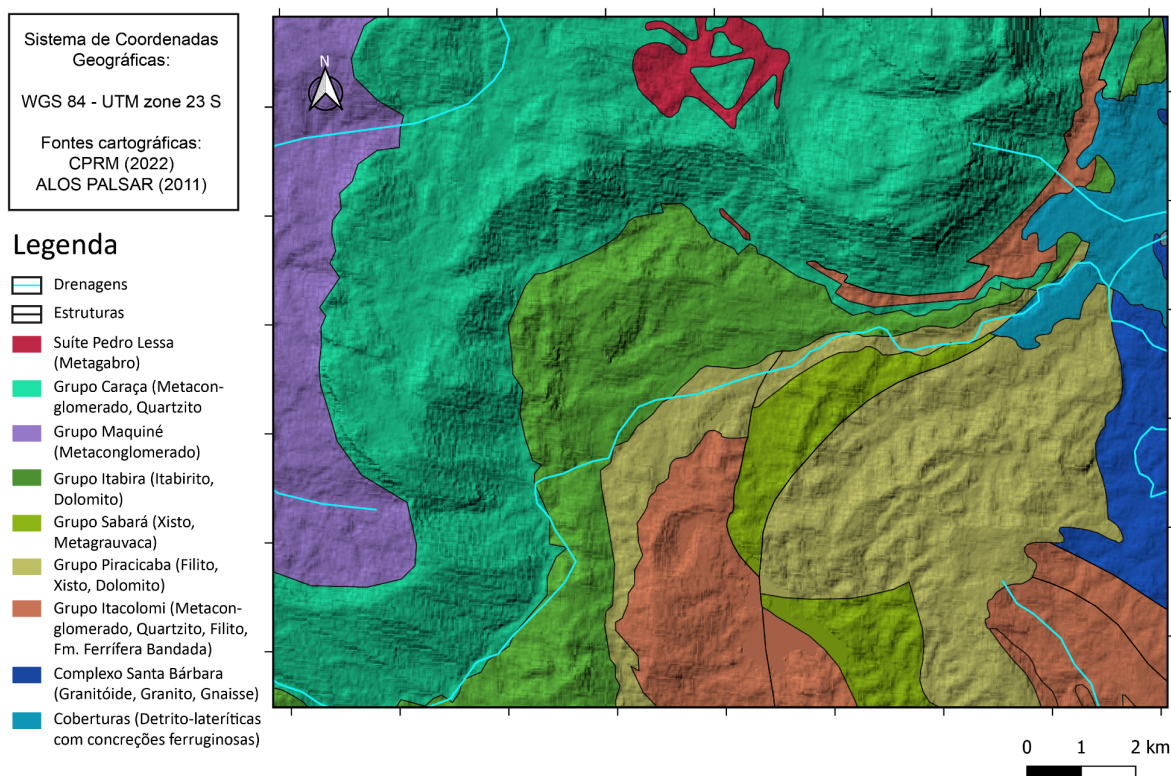 Sistema de Coordenadas
Geográficas:
WGS 84 - UTM zone 23 S
Fontes cartográficas:
CPRM (2022)
ALOS PALSAR (2011)
N
Legenda
Drenagens
Estruturas
Suíte Pedro Lessa
(Metagabro)
Grupo Caraça (Metacon-
glomerado, Quartzito
Grupo Maquiné
(Metaconglomerado)
Grupo Itabira (Itabirito,
Dolomito)
Grupo Sabará (Xisto,
Metagrauvaca)
Grupo Piracicaba (Filito,
Xisto, Dolomito)
Grupo Itacolomi (Metacon-
glomerado, Quartzito, Filito,
Fm. Ferrífera Bandada)
Complexo Santa Bárbara
(Granitóide, Granito, Gnaisse)
Coberturas (Detrito-lateríticas
com concreções ferruginosas)
0 1 2 km